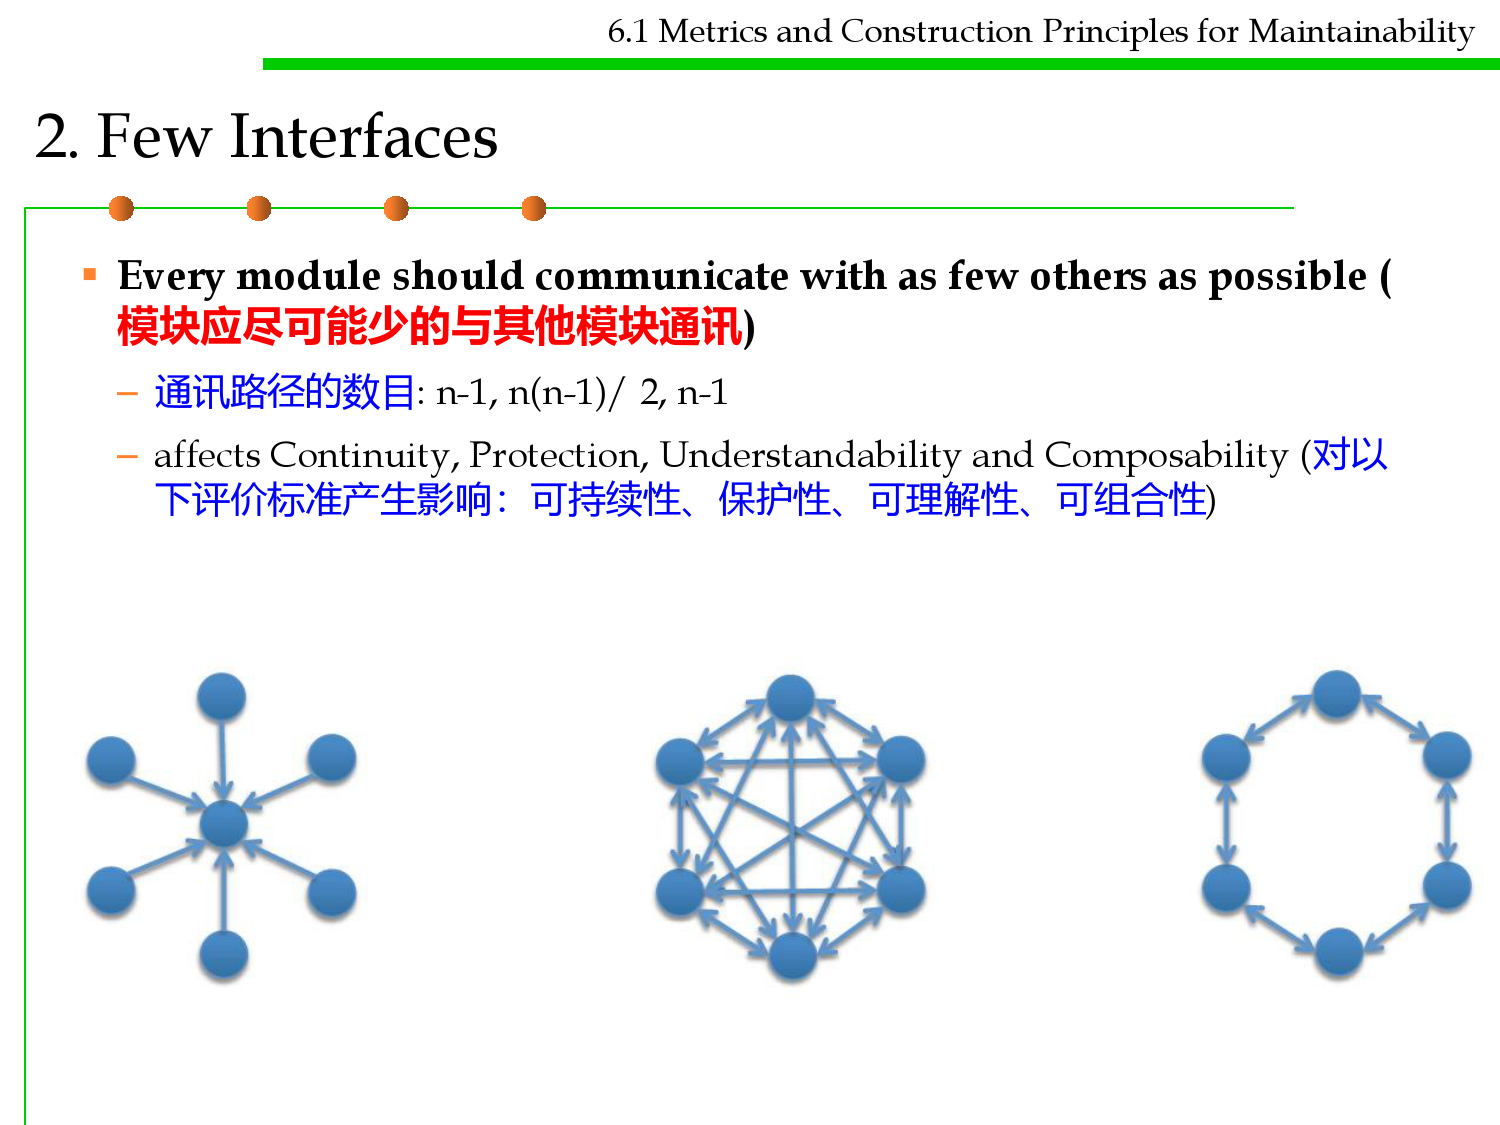 6.1 Metrics and Construction Principles for Maintainability
2. Few Interfaces
▪ Every module should communicate with as few others as possible (
模块应尽可能少的与其他模块通讯)
– 通讯路径的数目: n-1, n(n-1)/ 2, n-1
– affects Continuity, Protection, Understandability and Composability (对以
下评价标准产生影响：可持续性、保护性、可理解性、可组合性)